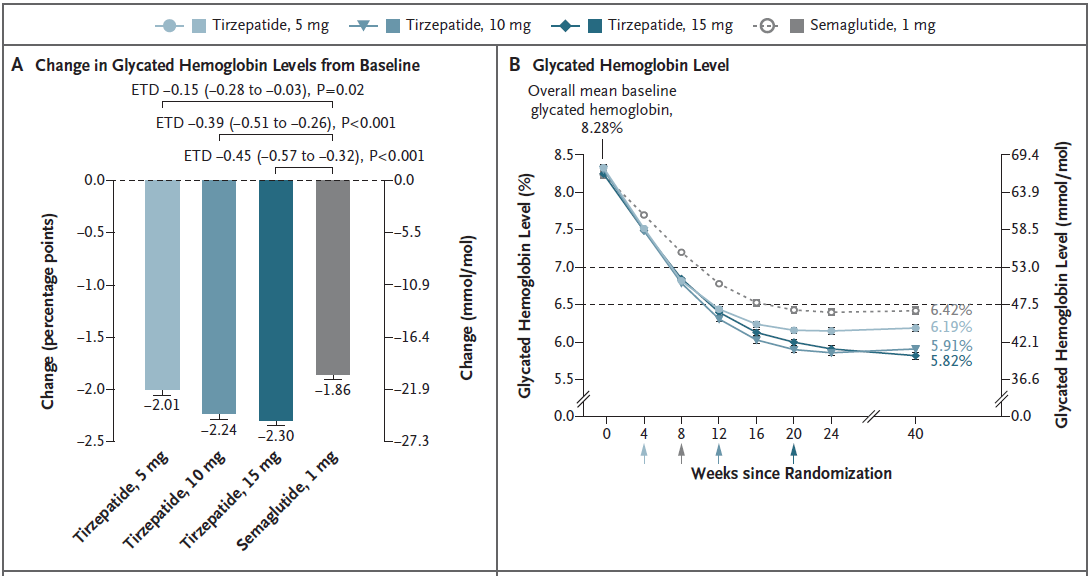 Tirzepatide, 5 mg Tirzepatide, 10 mg Tirzepatide, 15 mg Semaglutide, 1 mg
A Change in Glycated Hemoglobin Levels from Baseline
ETD –0.15 (–0.28 to –0.03), P=0.02
ETD –0.39 (–0.51 to –0.26), P<0.001
ETD –0.45 (–0.57 to –0.32), P<0.001
Change (percentage points)
0.0
–0.5
–1.0
–1.5
–2.0
–2.5
–2.01
–2.24
–2.30
–1.86
0.0
–5.5
–10.9
–16.4
–21.9
–27.3
Change (mmol/mol)
Tirzepatide, 5 mg
Tirzepatide, 10 mg
Tirzepatide, 15 mg
Semaglutide, 1 mg
B Glycated Hemoglobin Level
Overall mean baseline
glycated hemoglobin,
8.28%
Glycated Hemoglobin Level (%)
8.5
8.0
7.5
7.0
6.5
6.0
5.5
0.0
6.42%
6.19%
5.91%
5.82%
69.4
63.9
58.5
53.0
47.5
42.1
36.6
0.0
Glycated Hemoglobin Level (mmol/mol)
0 4 8 12 16 20 24 40
Weeks since Randomization